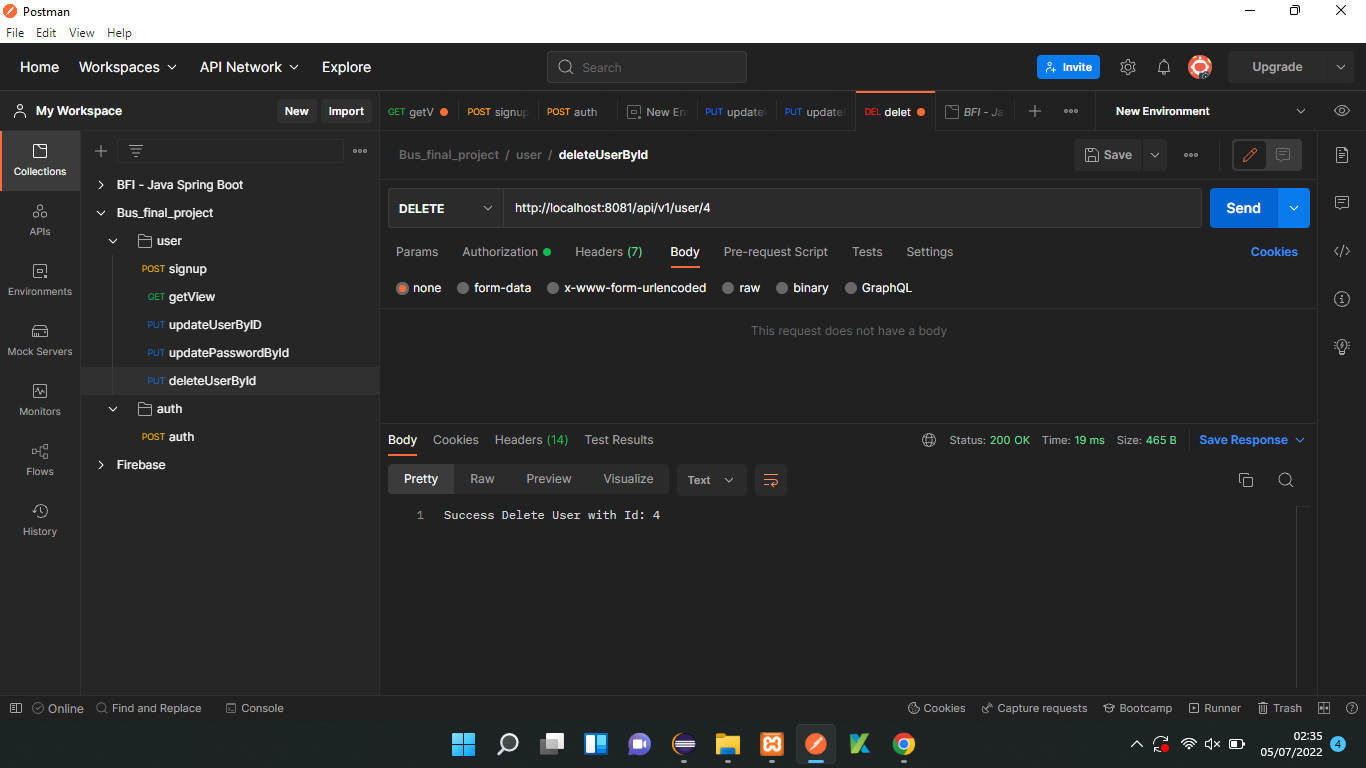 Postman
File Edit View Help
Home Workspaces API Network Explore Search Invite Upgrade
My Workspace New Import
GET getV POST signup POST auth New En PUT update PUT update DEL delet BFI - Ja New Environment
Collections
APIs
Environments
Mock Servers
Monitors
Flows
History
BFI - Java Spring Boot
Bus_final_project
user
POST signup
GET getView
PUT updateUserByID
PUT updatePasswordById
PUT deleteUserById
auth
POST auth
Firebase
Bus_final_project / user / deleteUserById Save
DELETE http://localhost:8081/api/v1/user/4 Send
Params Authorization Headers (7) Body Pre-request Script Tests Settings Cookies
none form-data x-www-form-urlencoded raw binary GraphQL
This request does not have a body
Body Cookies Headers (14) Test Results Status: 200 OK Time: 19 ms Size: 465 B Save Response
Pretty Raw Preview Visualize Text
1 Success Delete User with Id: 4
Online Find and Replace Console Cookies Capture requests Bootcamp Runner Trash
02:35
05/07/2022 4